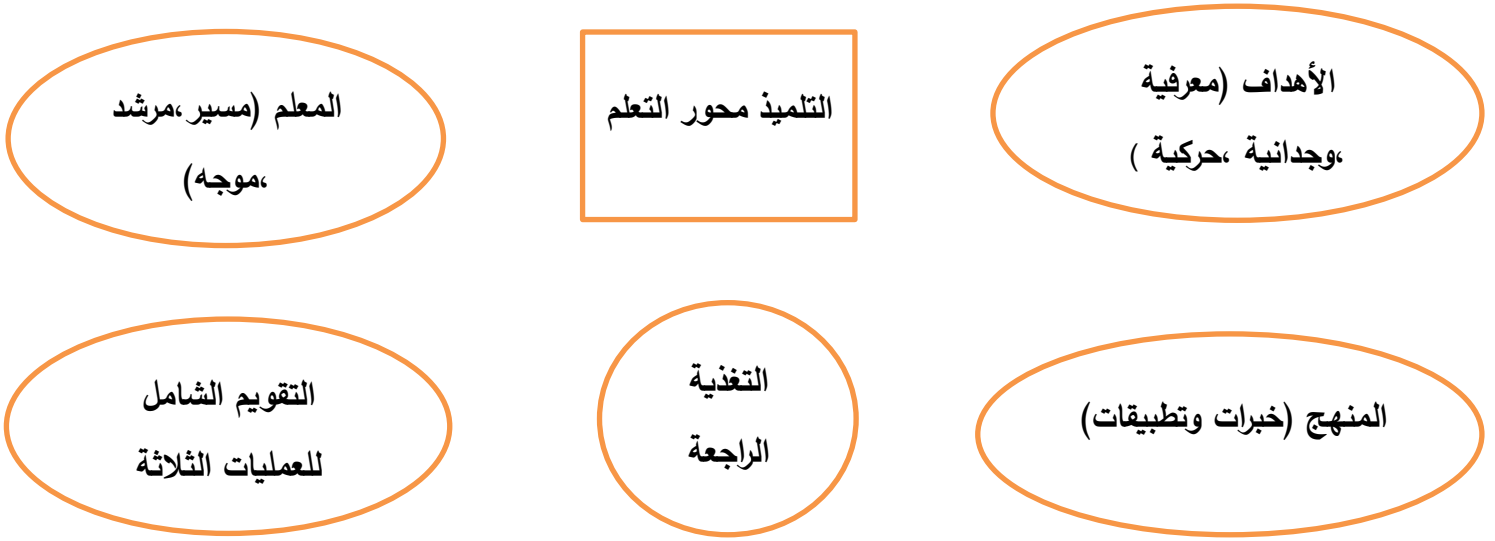 الأهداف (معرفية
،وجدانية ،حركية )
التلميذ محور التعلم
المعلم (مسير ،مرشد
،موجه)
المنهج (خبرات وتطبيقات)
التغذية
الراجعة
التقويم الشامل
للعمليات الثلاثة